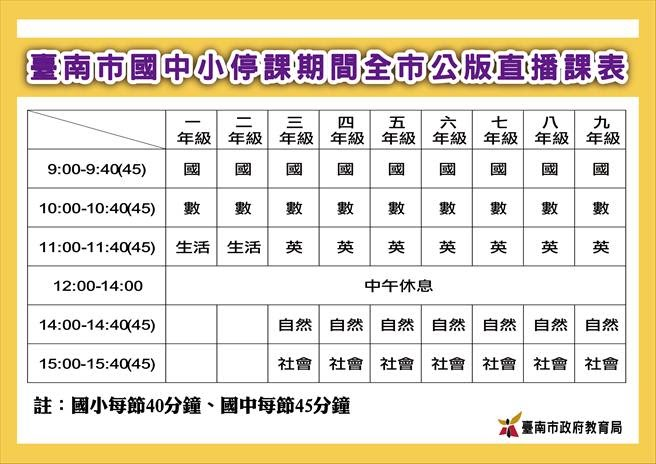 臺南市國中小停課期間全市公版直播課表
一年級 二年級 三年級 四年級 五年級 六年級 七年級 八年級 九年級
9:00-9:40(45) 國 國 國 國 國 國 國 國 國
10:00-10:40(45) 數 數 數 數 數 數 數 數 數
11:00-11:40(45) 生活 生活 英 英 英 英 英 英 英
12:00-14:00 中午休息
14:00-14:40(45) 自然 自然 自然 自然 自然 自然 自然
15:00-15:40(45) 社會 社會 社會 社會 社會 社會 社會
註：國小每節40分鐘、國中每節45分鐘
臺南市政府教育局